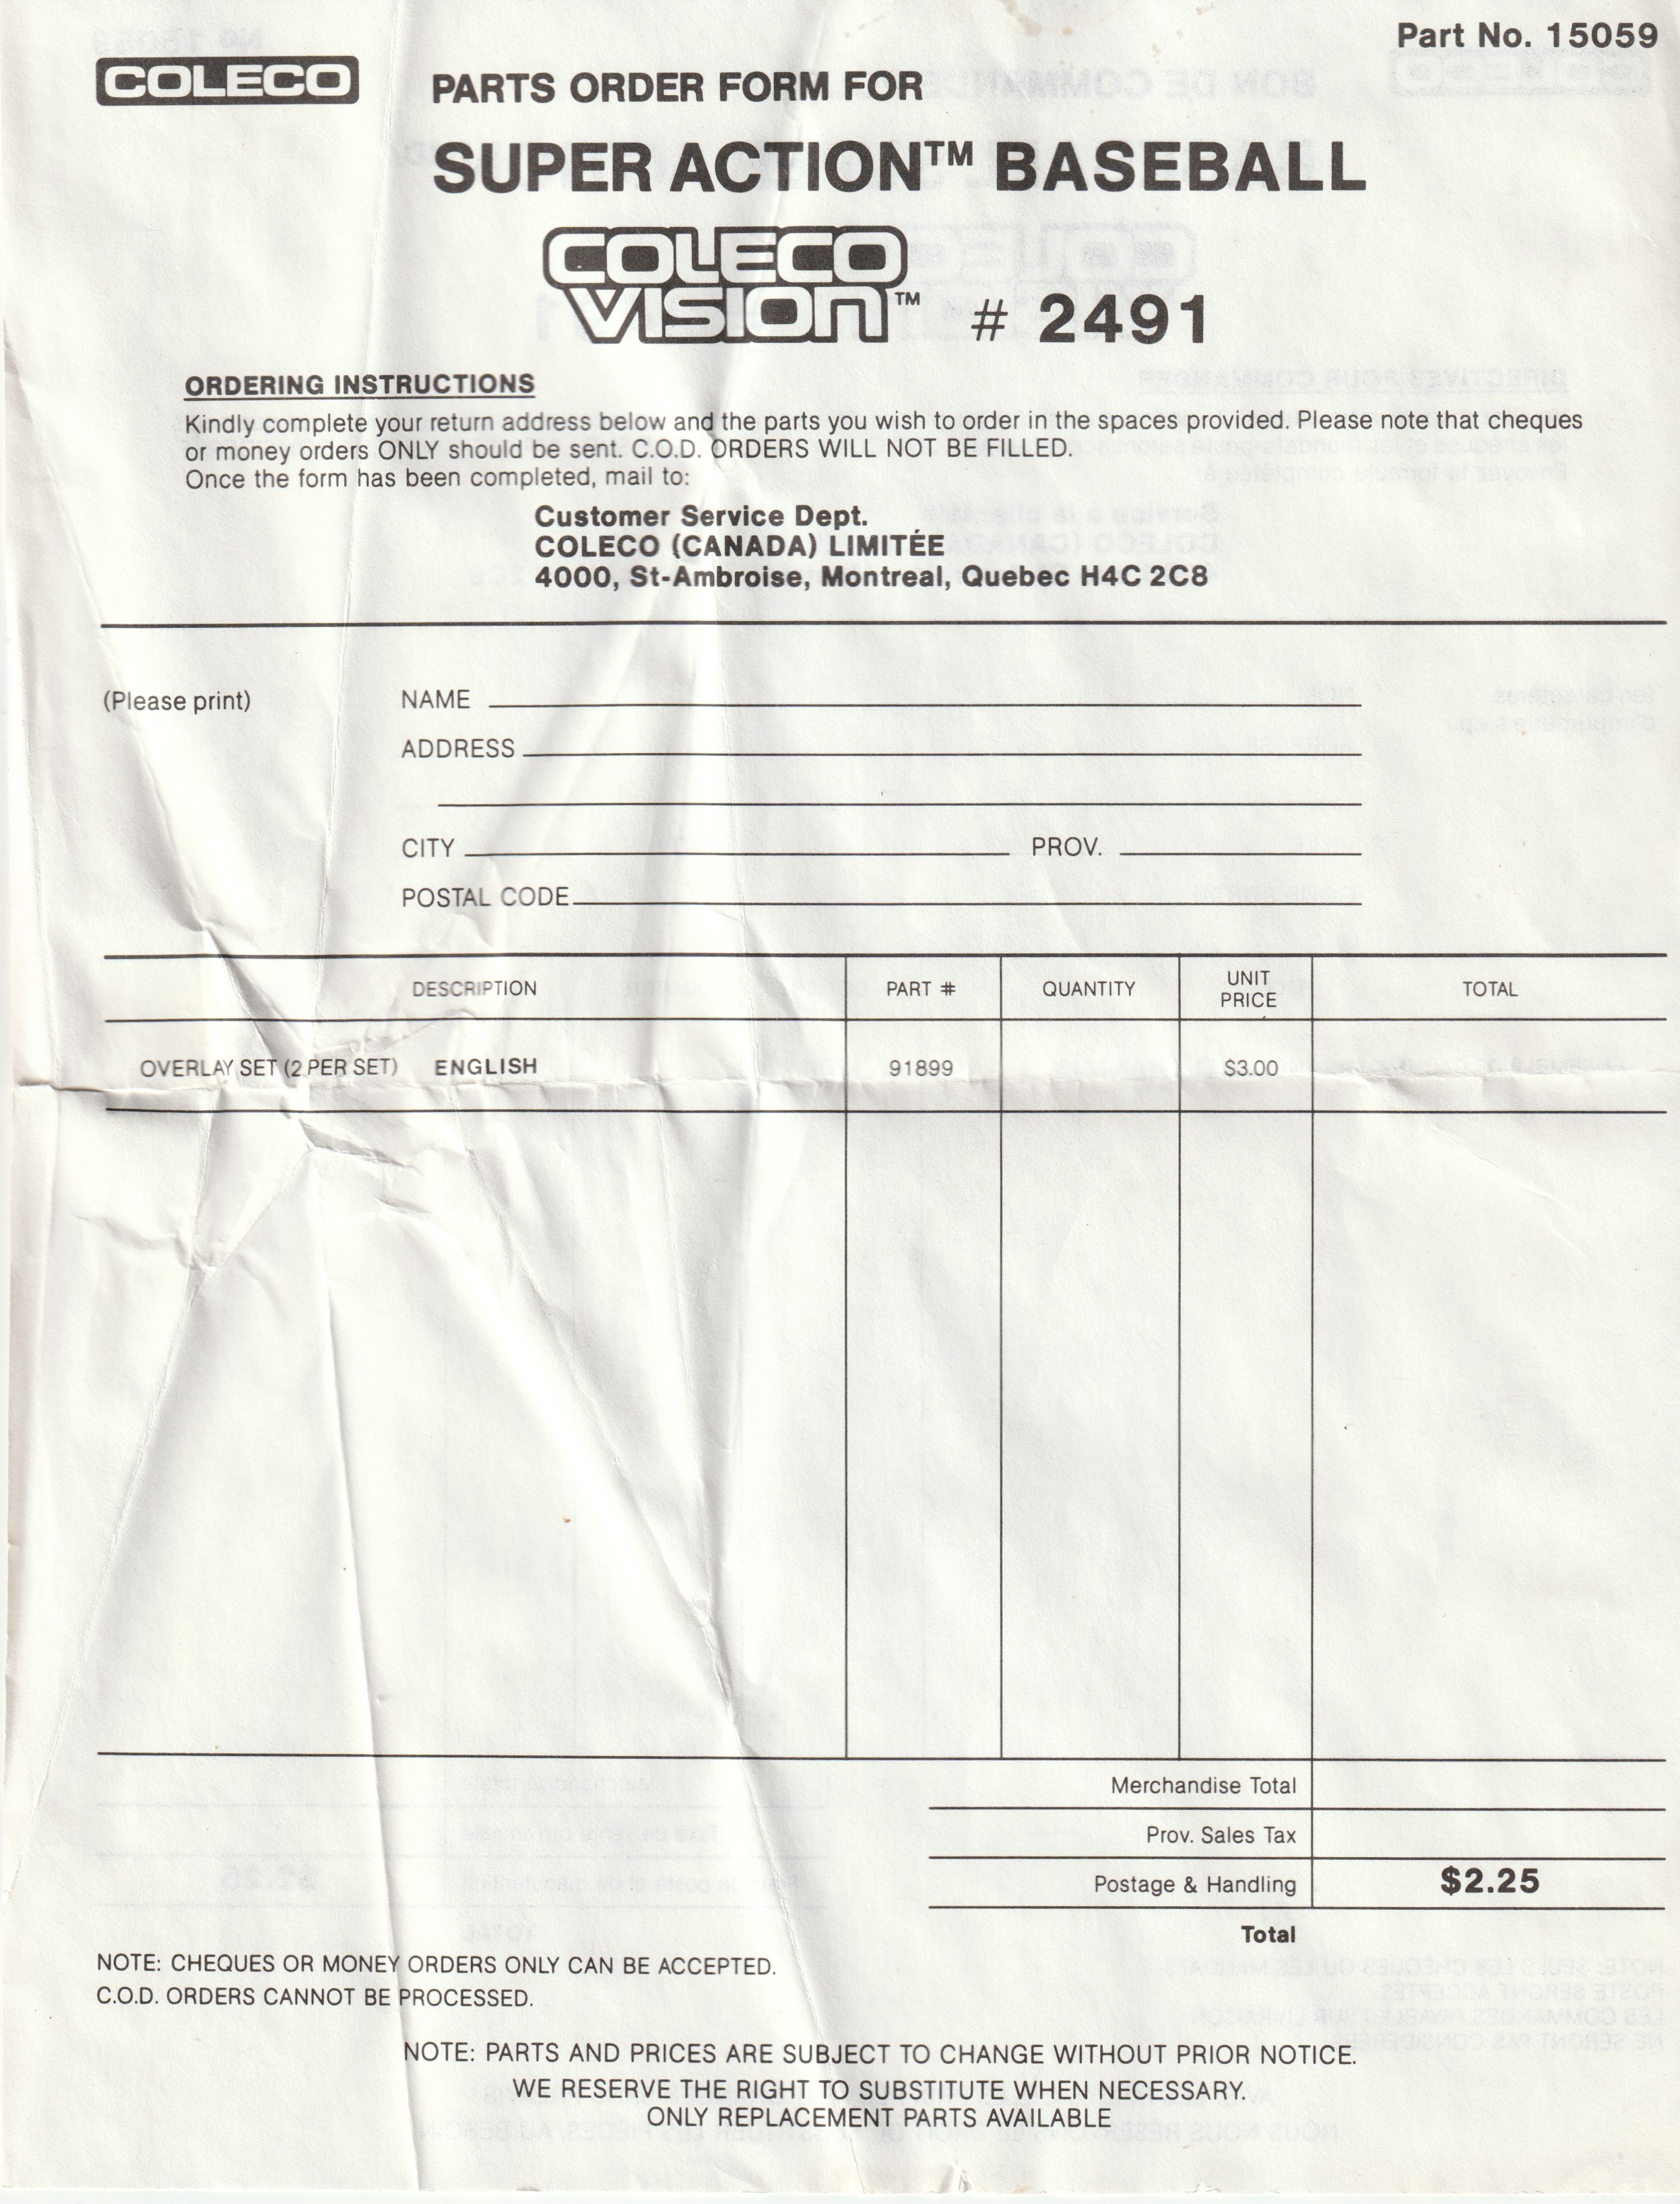 Part No. 15059
COLECO
PARTS ORDER FORM FOR
SUPER ACTION™ BASEBALL
COLECO
VISION™ # 2491
ORDERING INSTRUCTIONS
Kindly complete your return address below and the parts you wish to order in the spaces provided. Please note that cheques
or money orders ONLY should be sent. C.O.D. ORDERS WILL NOT BE FILLED.
Once the form has been completed, mail to:
Customer Service Dept.
COLECO (CANADA) LIMITÉE
4000, St-Ambroise, Montreal, Quebec H4C 2C8
(Please print) NAME
ADDRESS
CITY PROV.
POSTAL CODE
DESCRIPTION PART # QUANTITY UNIT PRICE TOTAL
OVERLAY SET (2 PER SET) ENGLISH 91899 $3.00
Merchandise Total
Prov. Sales Tax
Postage & Handling $2.25
Total
NOTE: CHEQUES OR MONEY ORDERS ONLY CAN BE ACCEPTED.
C.O.D. ORDERS CANNOT BE PROCESSED.
NOTE: PARTS AND PRICES ARE SUBJECT TO CHANGE WITHOUT PRIOR NOTICE.
WE RESERVE THE RIGHT TO SUBSTITUTE WHEN NECESSARY.
ONLY REPLACEMENT PARTS AVAILABLE